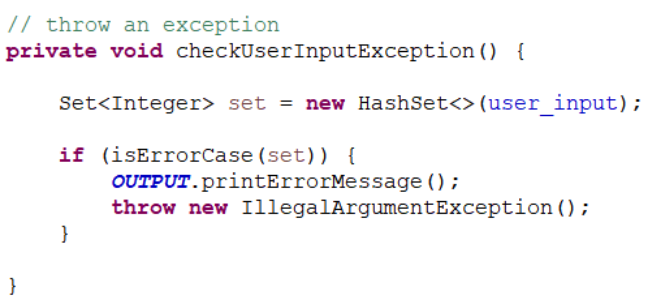 // throw an exception
private void checkUserInputException() {
    Set<Integer> set = new HashSet<>(user_input);
    if (isErrorCase(set)) {
        OUTPUT.printErrorMessage();
        throw new IllegalArgumentException();
    }
}